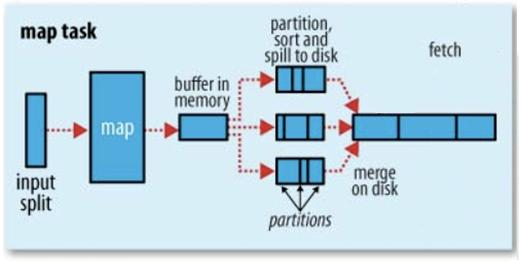 map task
partition,
sort and
spill to disk
fetch
buffer in
memory
map
input
split
merge
on disk
partitions